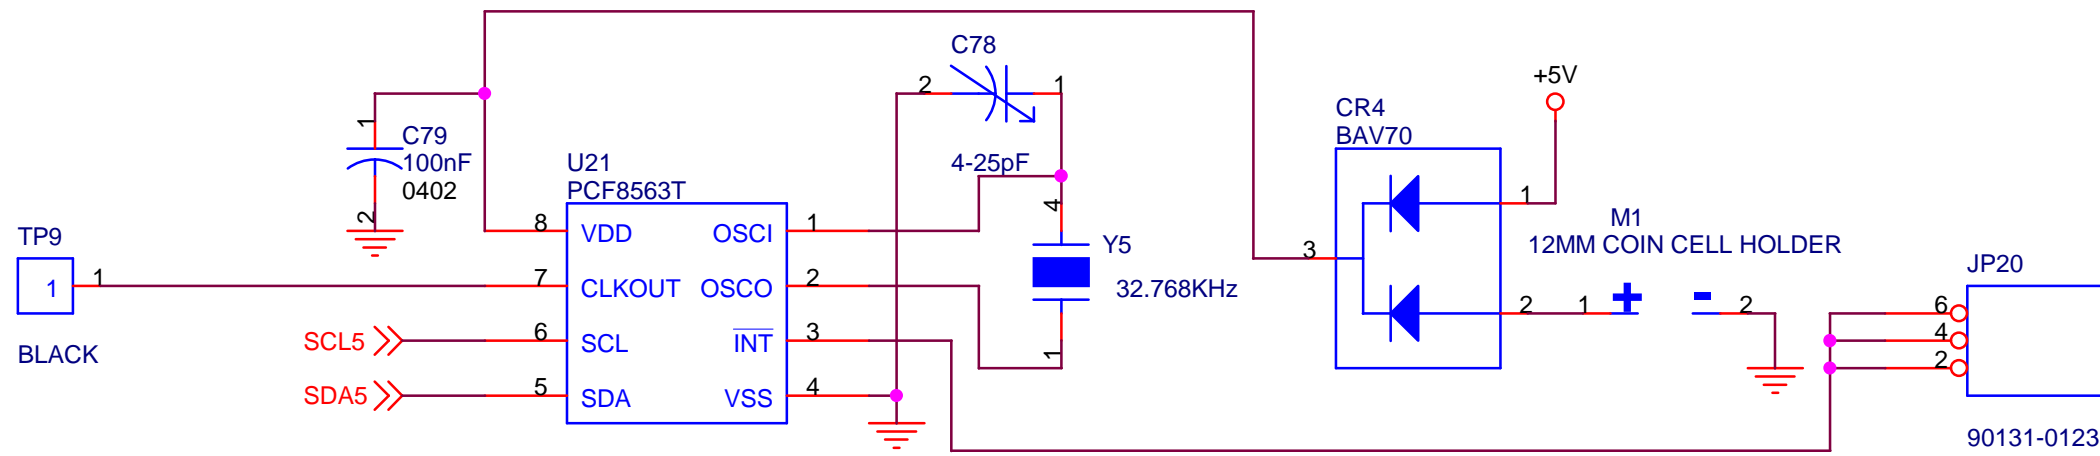 C78
2
1
+5V
CR4
BAV70
1
C79
100nF
0402
2
4-25pF
U21
PCF8563T
4
1
M1
12MM COIN CELL HOLDER
TP9
1
1
8 VDD OSCI 1
7 CLKOUT OSCO 2
6 SCL INT 3
5 SDA VSS 4
Y5
32.768KHz
1
3
2
1 + - 2
JP20
6
4
2
SCL5
SDA5
BLACK
90131-0123